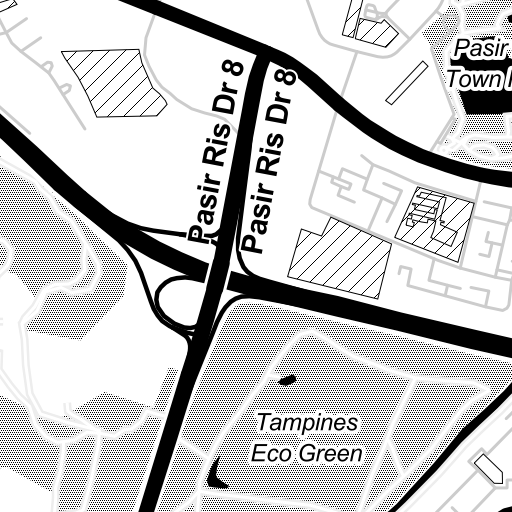 Pasir
Town
Pasir Ris Dr 8
Pasir Ris Dr 8
Tampines
Eco Green